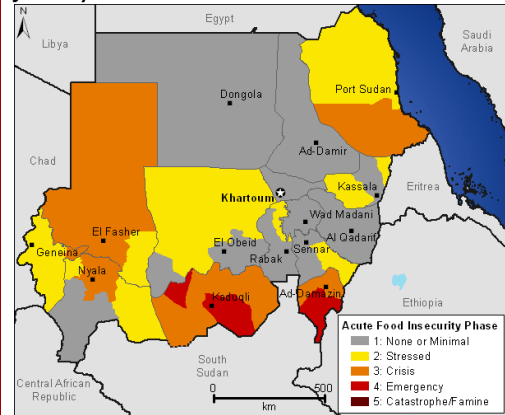 Egypt
N
Libya
Saudi
Arabia
Port Sudan
Dongola
Ad-Damir
Chad
Khartoum
Kassala
Eritrea
Wad Madani
El Fasher
El Obeid
Al Qadarif
Geneina
Rabak
Sennar
Nyala
Kaduqli
Ad-Damazin
Ethiopia
South
Sudan
Central African
Republic
0
500
km
Acute Food Insecurity Phase
1: None or Minimal
2: Stressed
3: Crisis
4: Emergency
5: Catastrophe/Famine